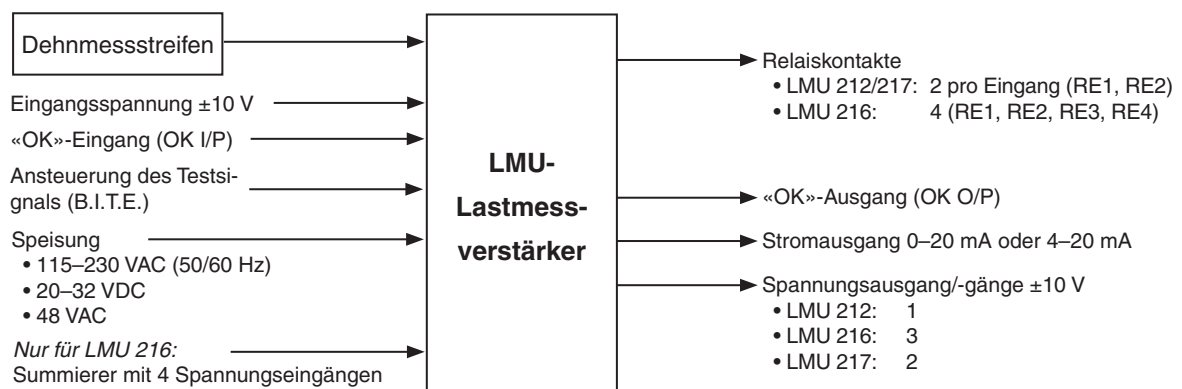 Dehnmessstreifen
Eingangsspannung ±10 V
«OK»-Eingang (OK I/P)
Ansteuerung des Testsi-
gnals (B.I.T.E.)
Speisung
• 115–230 VAC (50/60 Hz)
• 20–32 VDC
• 48 VAC
Nur für LMU 216:
Summierer mit 4 Spannungseingängen
LMU-
Lastmess-
verstärker
Relaiskontakte
• LMU 212/217: 2 pro Eingang (RE1, RE2)
• LMU 216: 4 (RE1, RE2, RE3, RE4)
«OK»-Ausgang (OK O/P)
Stromausgang 0–20 mA oder 4–20 mA
Spannungsausgang/-gänge ±10 V
• LMU 212: 1
• LMU 216: 3
• LMU 217: 2